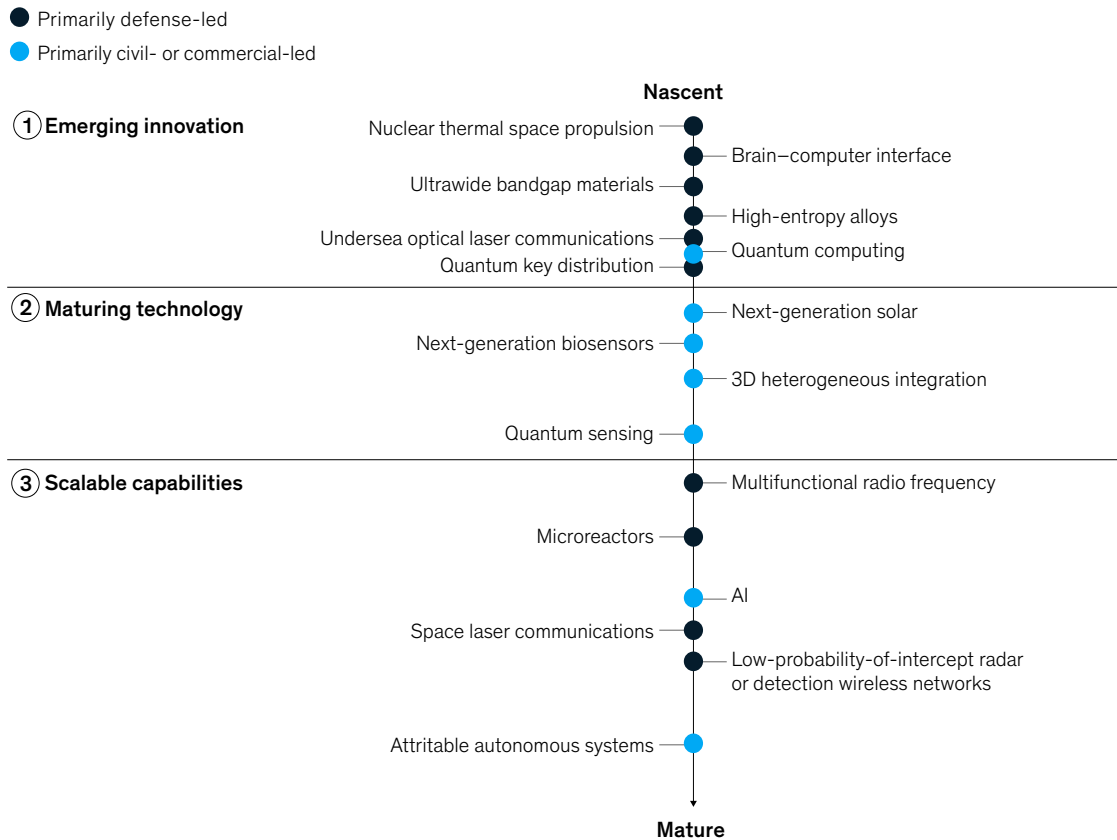 Primarily defense-led
Primarily civil- or commercial-led
Nascent
1 Emerging innovation
Nuclear thermal space propulsion
Brain–computer interface
Ultrawide bandgap materials
High-entropy alloys
Undersea optical laser communications
Quantum computing
Quantum key distribution
2 Maturing technology
Next-generation solar
Next-generation biosensors
3D heterogeneous integration
Quantum sensing
3 Scalable capabilities
Multifunctional radio frequency
Microreactors
AI
Space laser communications
Low-probability-of-intercept radar
or detection wireless networks
Attritable autonomous systems
Mature